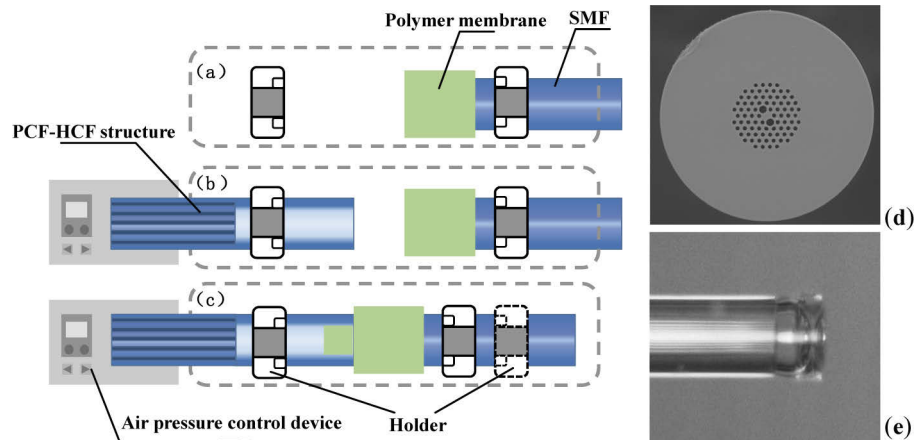 Polymer membrane
SMF
(a)
PCF-HCF structure
(b)
(c)
Air pressure control device
Holder
(d)
(e)